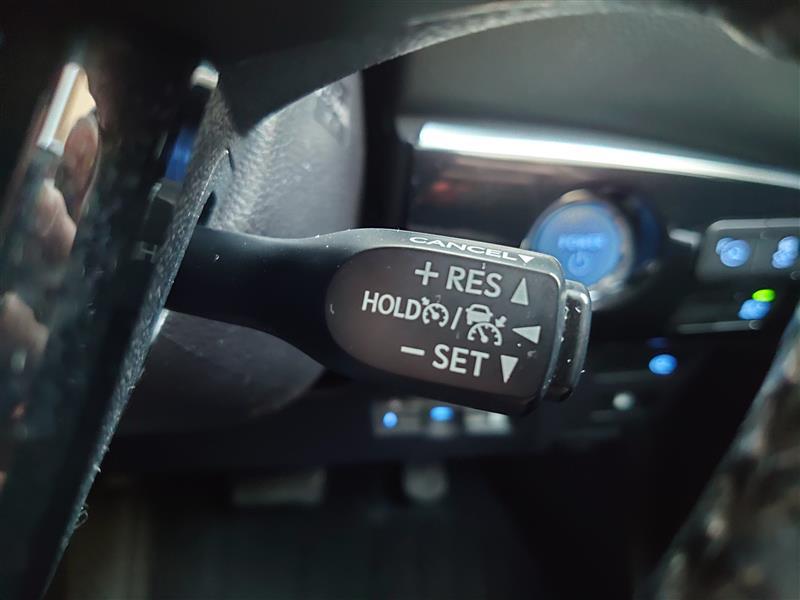 CANCEL▼
+ RES ▲
HOLD / ◀
− SET ▼
POWER